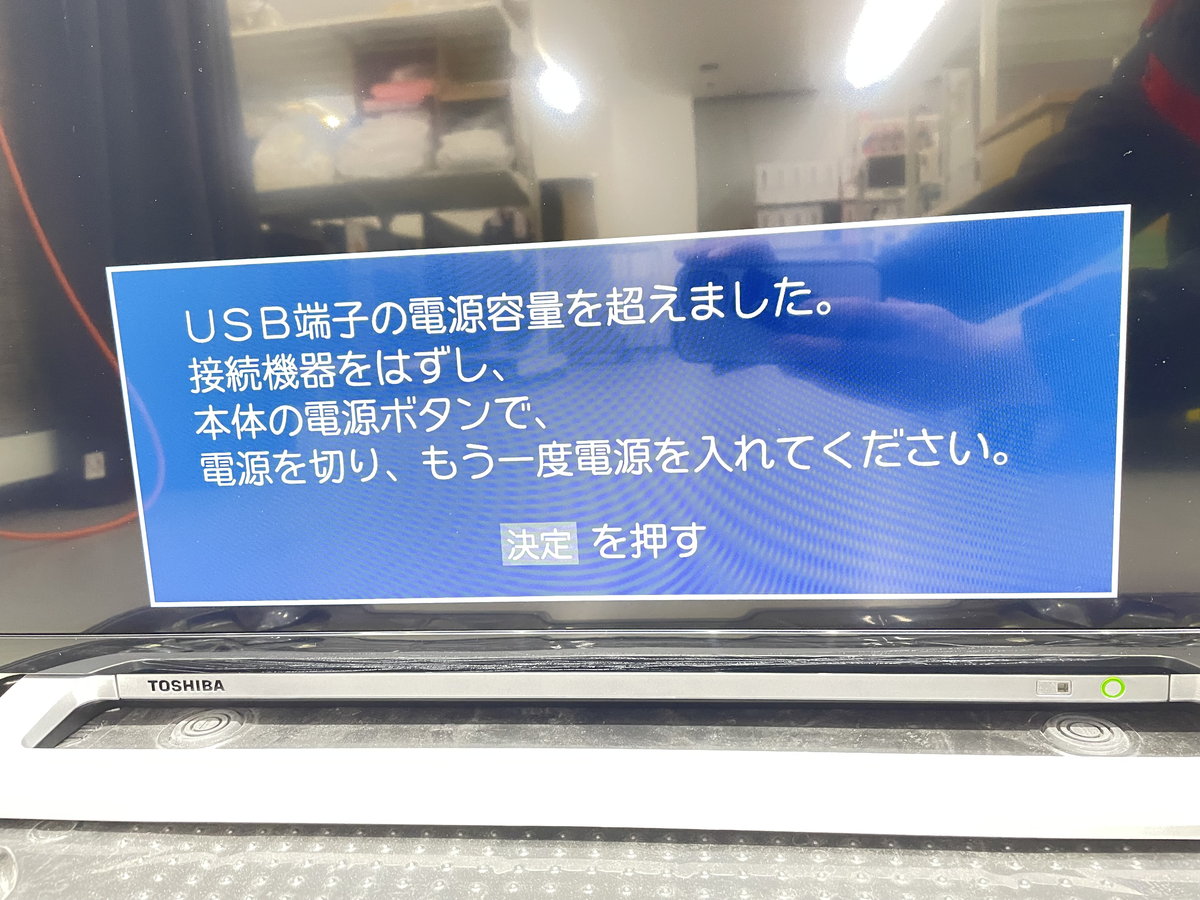 USB端子の電源容量を超えました。
接続機器をはずし、
本体の電源ボタンで、
電源を切り、もう一度電源を入れてください。
決定 を押す
TOSHIBA